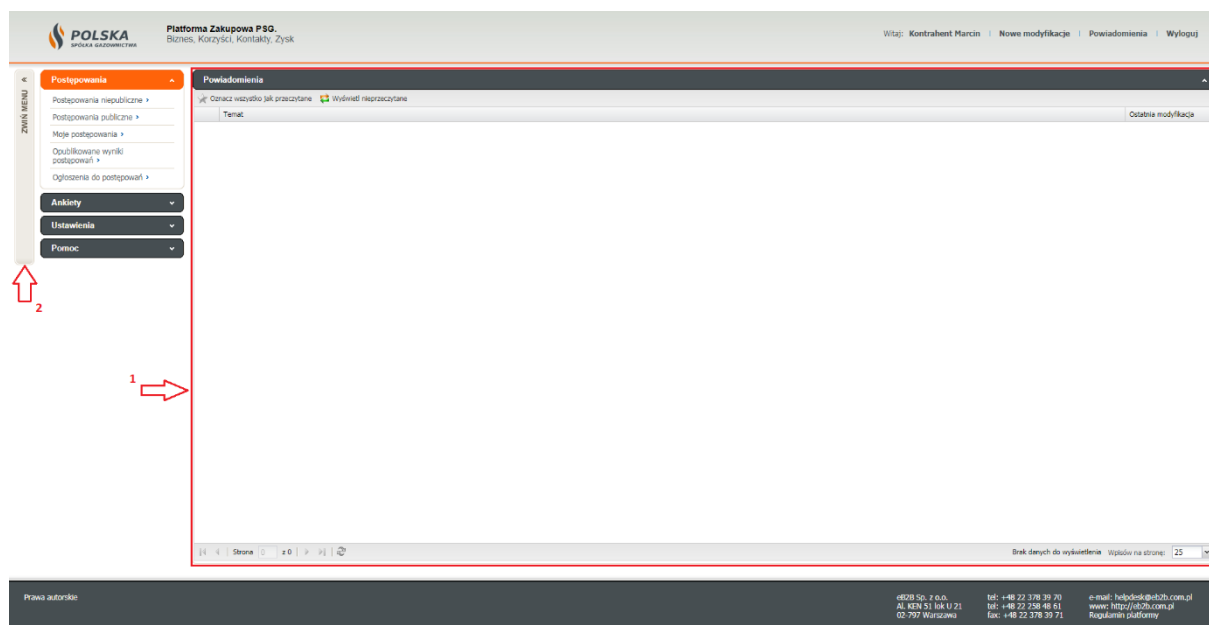 POLSKA
SPÓŁKA GAZOWNICTWA
Platforma Zakupowa PSG.
Biznes, Korzyści, Kontakty, Zysk
Witaj: Kontrahent Marcin | Nowe modyfikacje | Powiadomienia | Wyloguj
« ZWIŃ MENU
Postępowania
Postępowania niepubliczne ›
Postępowania publiczne ›
Moje postępowania ›
Opublikowane wyniki
postępowań ›
Ogłoszenia do postępowań ›
Ankiety
Ustawienia
Pomoc
2
1
Powiadomienia
Oznacz wszystko jak przeczytane Wyświetl nieprzeczytane
Temat Ostatnia modyfikacja
Strona 0 z 0 Brak danych do wyświetlenia Wpisów na stronę: 25
Prawa autorskie
eB2B Sp. z o.o. tel: +48 22 378 39 70 e-mail: helpdesk@eb2b.com.pl
Al. KEN 51 lok U 21 tel: +48 22 258 48 61 www: http://eb2b.com.pl
02-797 Warszawa fax: +48 22 378 39 71 Regulamin platformy